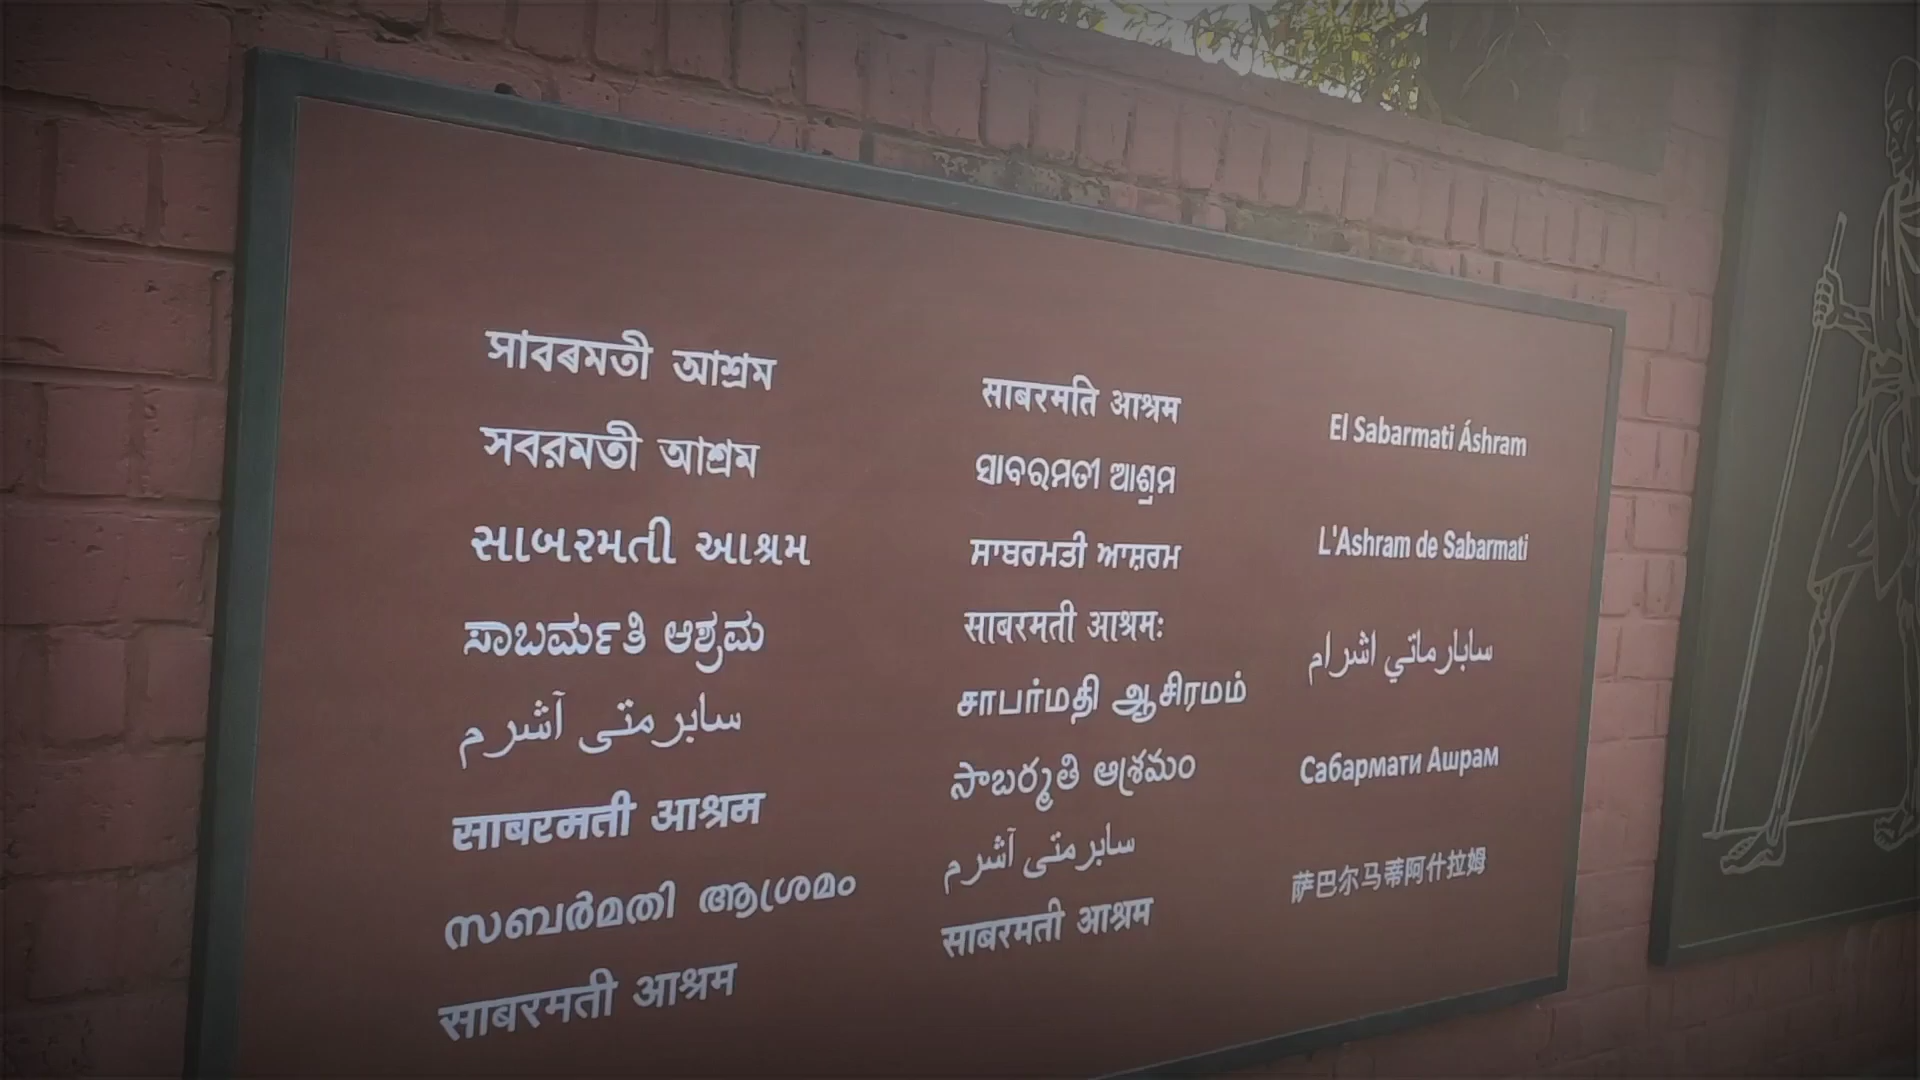 সাবৰমতী আশ্রম
সবরমতী আশ্রম
સાબરમતી આશ્રમ
ಸಾಬರ್ಮತಿ ಆಶ್ರಮ
سابرمتی آشرم
साबरमती आश्रम
സബർമതി ആശ്രമം
साबरमती आश्रम
साबरमति आश्रम
ସାବରମତୀ ଆଶ୍ରମ
ਸਾਬਰਮਤੀ ਆਸ਼ਰਮ
साबरमती आश्रमः
சாபர்மதி ஆசிரமம்
సాబర్మతి ఆశ్రమం
سابرمتی آشرم
साबरमती आश्रम
El Sabarmati Áshram
L'Ashram de Sabarmati
سابارماتي اشرام
Сабармати Ашрам
萨巴尔马蒂阿什拉姆